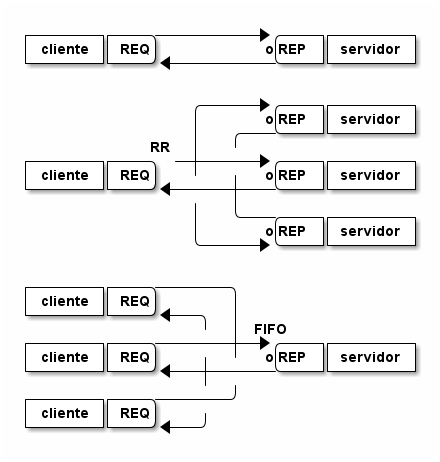 cliente REQ o REP servidor
o REP servidor
RR
cliente REQ o REP servidor
o REP servidor
cliente REQ
FIFO
cliente REQ o REP servidor
cliente REQ